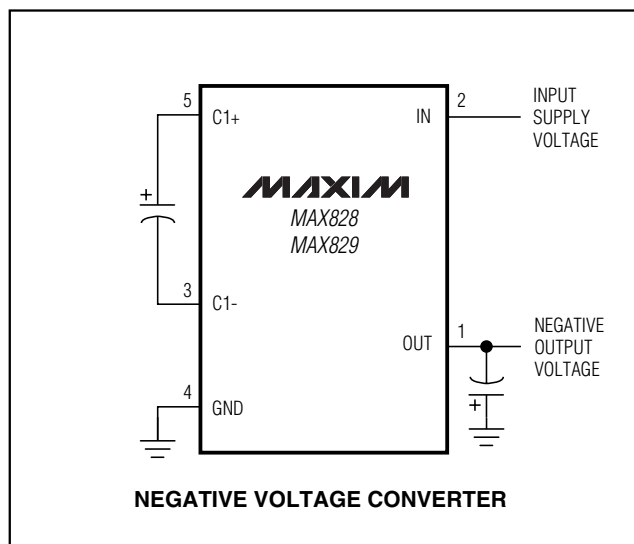 5
C1+
IN
2
INPUT
SUPPLY
VOLTAGE
+
MAXIM
MAX828
MAX829
3
C1-
OUT
1
NEGATIVE
OUTPUT
VOLTAGE
4
GND
+
NEGATIVE VOLTAGE CONVERTER